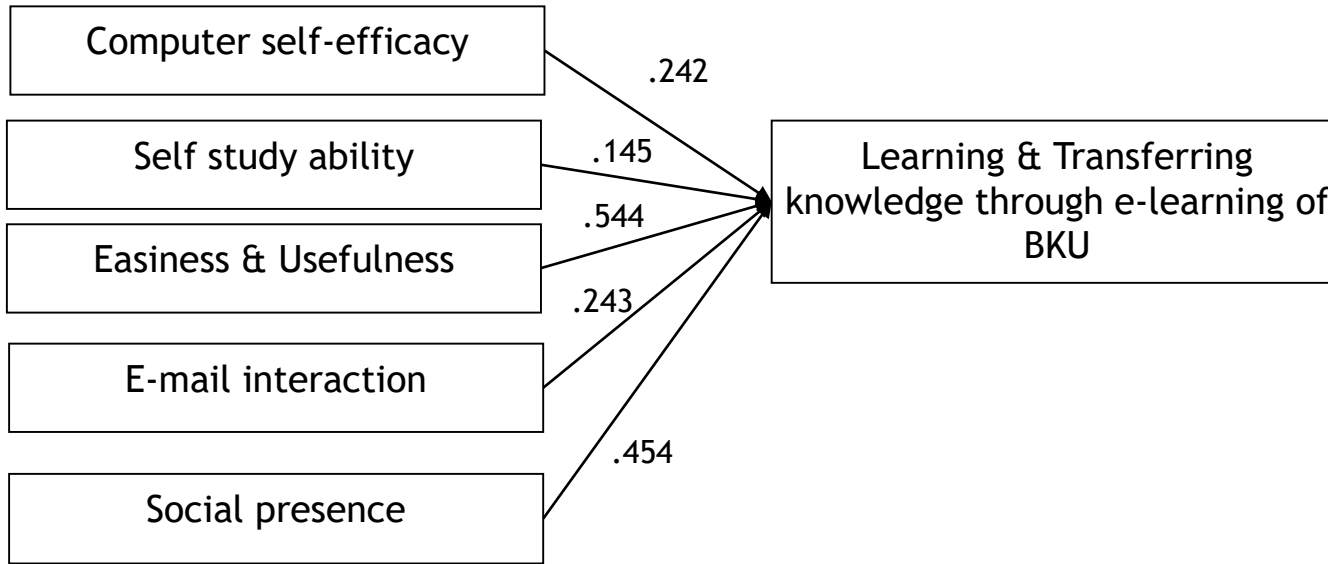 Computer self-efficacy
.242
Self study ability
.145
Easiness & Usefulness
.544
E-mail interaction
.243
Social presence
.454
Learning & Transferring
knowledge through e-learning of
BKU